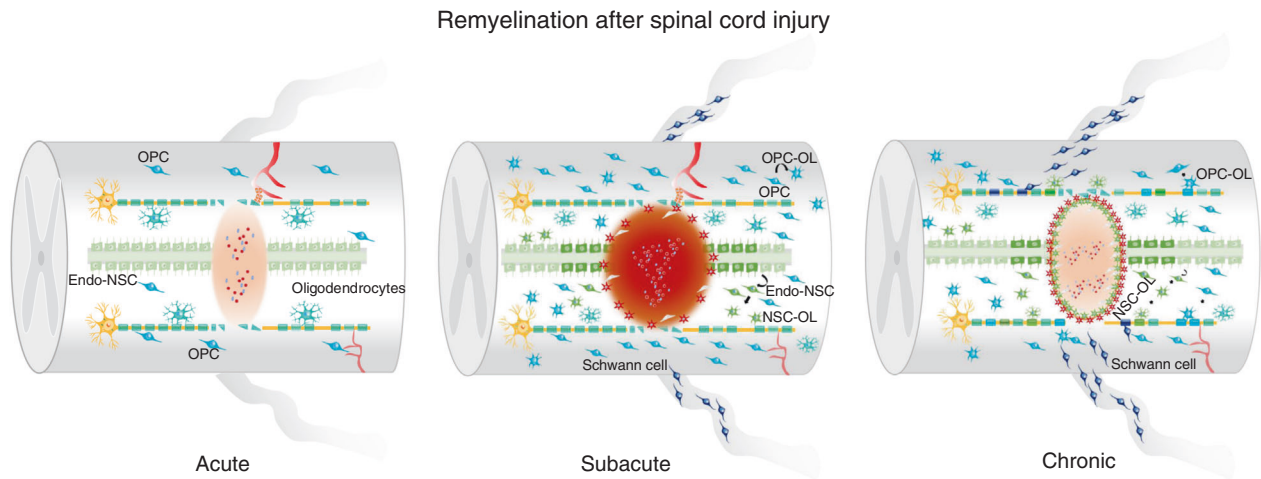 Remyelination after spinal cord injury
OPC
Endo-NSC
Oligodendrocytes
OPC
Acute
OPC-OL
OPC
Endo-NSC
NSC-OL
Schwann cell
Subacute
OPC-OL
NSC-OL
Schwann cell
Chronic